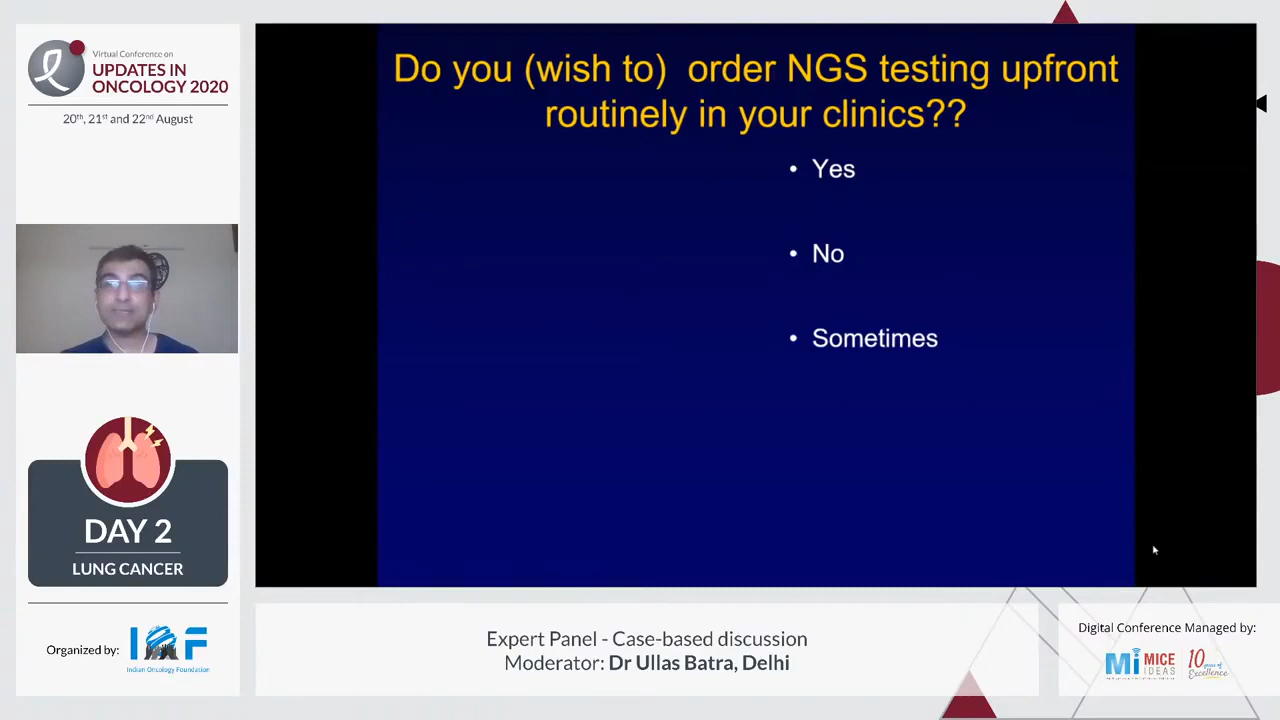 Virtual Conference on
UPDATES IN
ONCOLOGY 2020
20th, 21st and 22nd August
Do you (wish to) order NGS testing upfront
routinely in your clinics??
• Yes
• No
• Sometimes
DAY 2
LUNG CANCER
Organized by:
IOF
Indian Oncology Foundation
Expert Panel - Case-based discussion
Moderator: Dr Ullas Batra, Delhi
Digital Conference Managed by:
Mi MICE
IDEAS
10 years of
Excellence